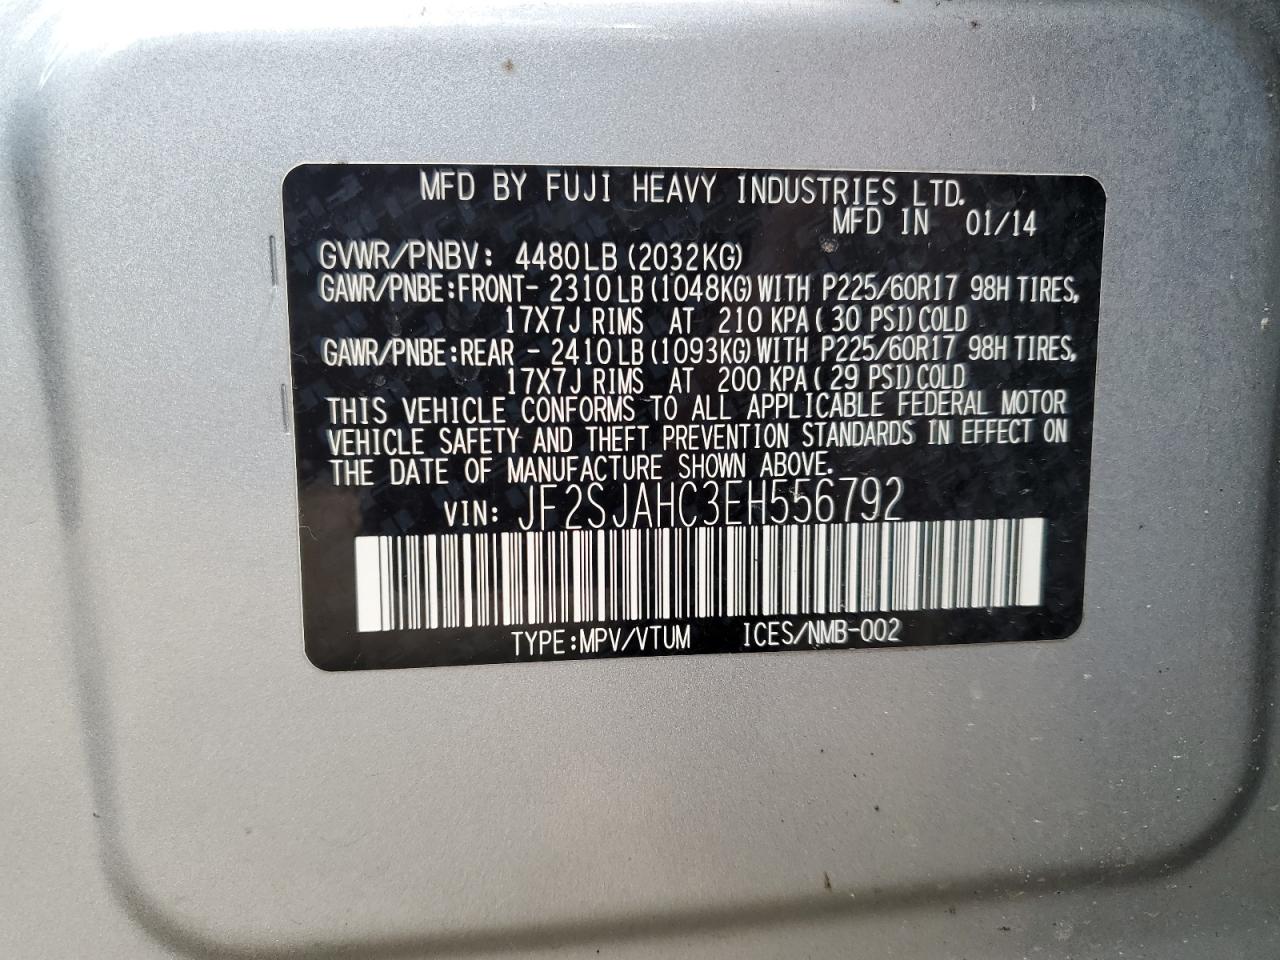 MFD BY FUJI HEAVY INDUSTRIES LTD.
MFD IN 01/14
GVWR/PNBV: 4480LB (2032KG)
GAWR/PNBE:FRONT- 2310LB (1048KG) WITH P225/60R17 98H TIRES,
17X7J RIMS AT 210 KPA ( 30 PSI) COLD
GAWR/PNBE:REAR - 2410LB (1093KG) WITH P225/60R17 98H TIRES,
17X7J RIMS AT 200 KPA ( 29 PSI) COLD
THIS VEHICLE CONFORMS TO ALL APPLICABLE FEDERAL MOTOR
VEHICLE SAFETY AND THEFT PREVENTION STANDARDS IN EFFECT ON
THE DATE OF MANUFACTURE SHOWN ABOVE.
VIN: JF2SJAHC3EH556792
TYPE:MPV/VTUM ICES/NMB-002